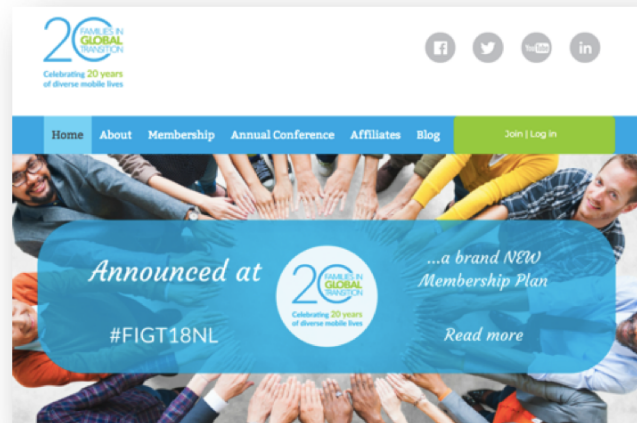 20
FAMILIES IN
GLOBAL
TRANSITION
Celebrating 20 years
of diverse mobile lives
YouTube
in
Home About Membership Annual Conference Affiliates Blog Join | Log in
Announced at
#FIGT18NL
20
FAMILIES IN
GLOBAL
TRANSITION
Celebrating 20 years
of diverse mobile lives
...a brand NEW
Membership Plan
Read more